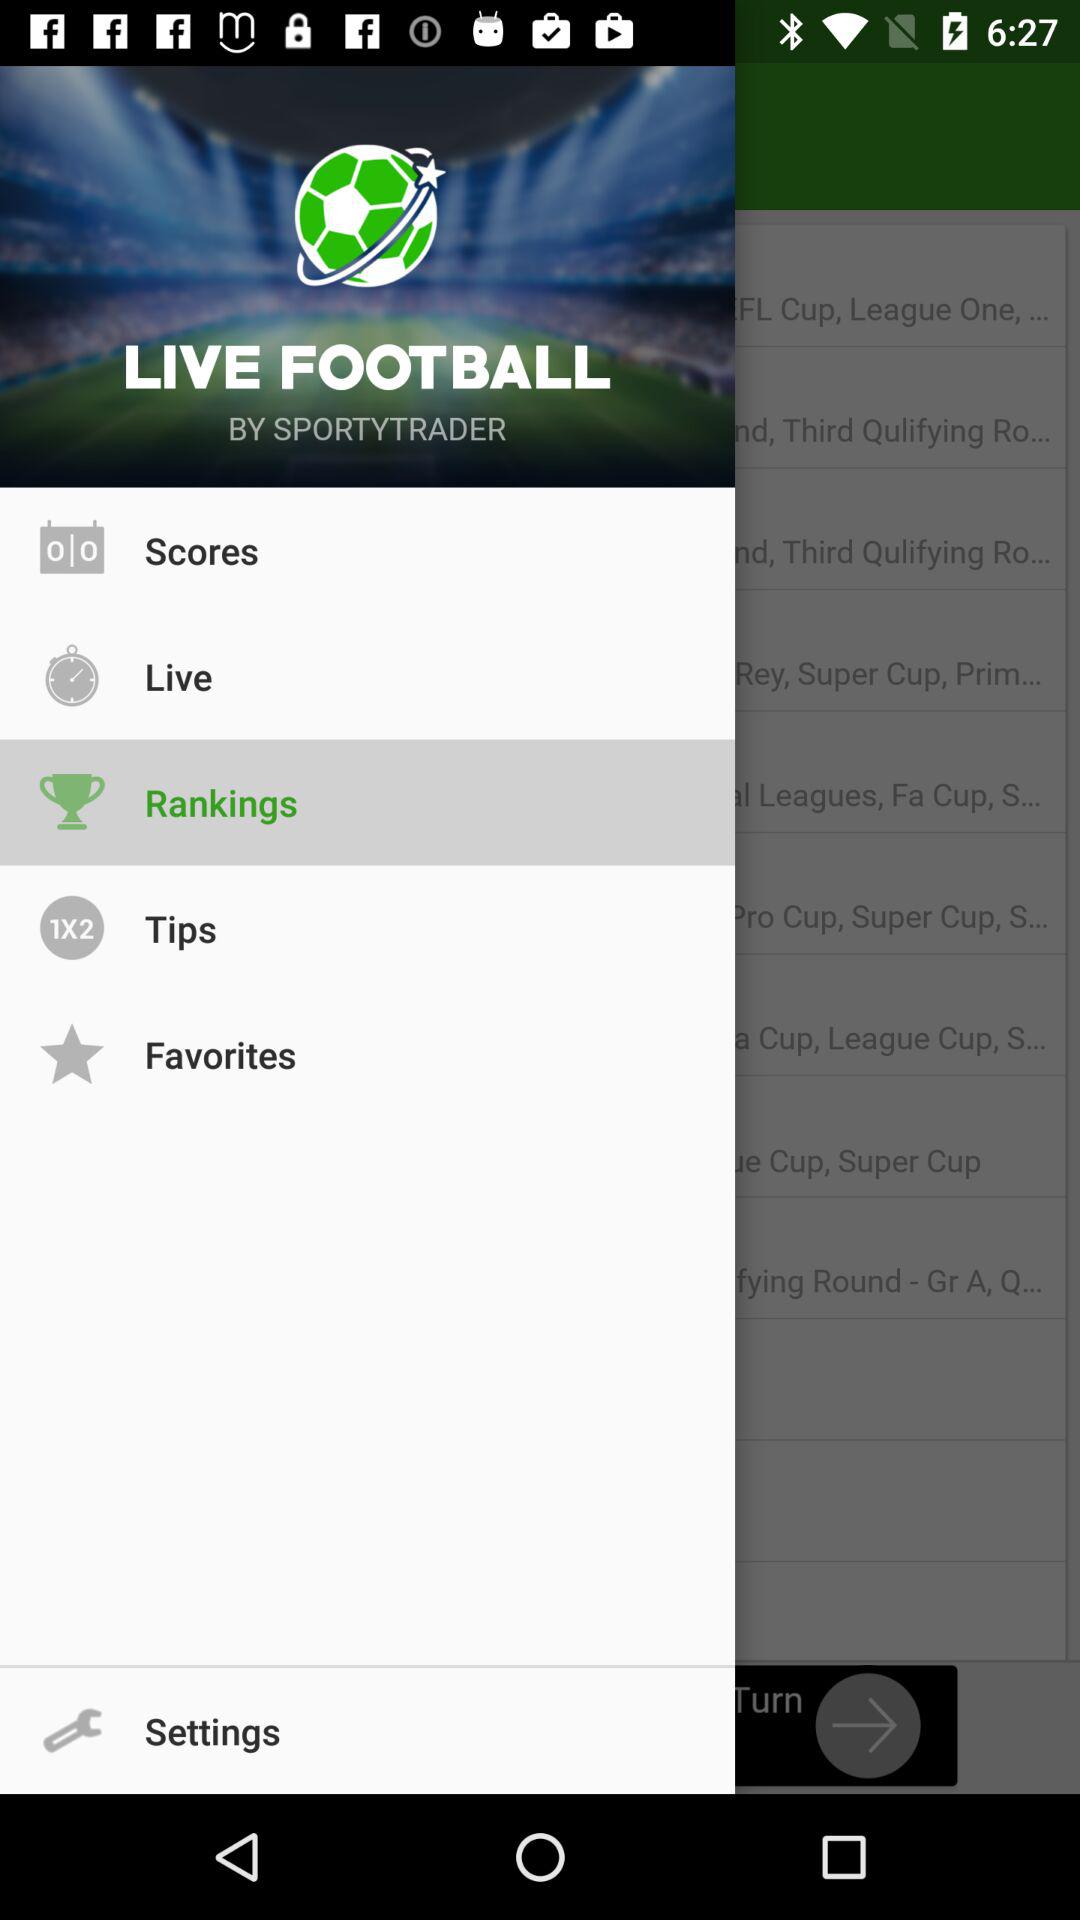 6:27
LIVE FOOTBALL
BY SPORTYTRADER
0|0 Scores
Live
Rankings
1X2 Tips
Favorites
Settings
FL Cup, League One, ...
nd, Third Qulifying Ro...
nd, Third Qulifying Ro...
Rey, Super Cup, Prim...
al Leagues, Fa Cup, S...
Pro Cup, Super Cup, S...
a Cup, League Cup, S...
ue Cup, Super Cup
fying Round - Gr A, Q...
Turn